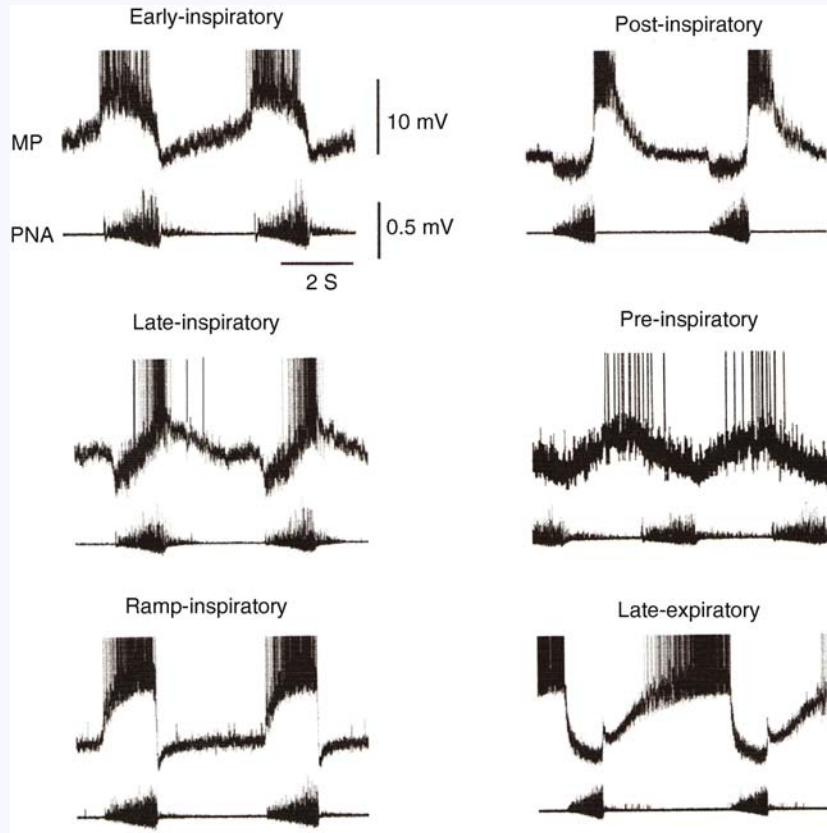 Early-inspiratory
Post-inspiratory
MP
10 mV
PNA
0.5 mV
2 S
Late-inspiratory
Pre-inspiratory
Ramp-inspiratory
Late-expiratory